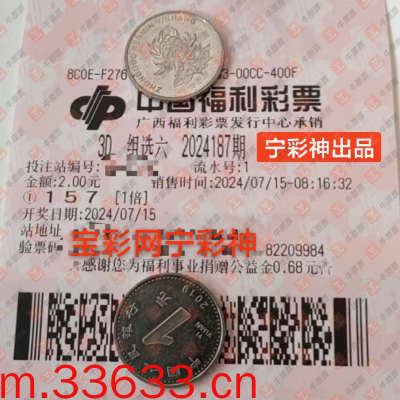 8C0E-F276
3-00CC-400F
中国福利彩票
广西福利彩票发行中心承销
3D 组选六 2024187期
宁彩神出品
投注站编号:
流水号:1
金额:2.00元
销售时间:2024/07/15-08:16:32
① 157 [1倍]
开奖日期:2024/07/15
站地址
宝彩网宁彩神
验票码
82209984
感谢您为福利事业捐赠公益金0.68元
2019
1
元
YI YUAN
m.33633.cn